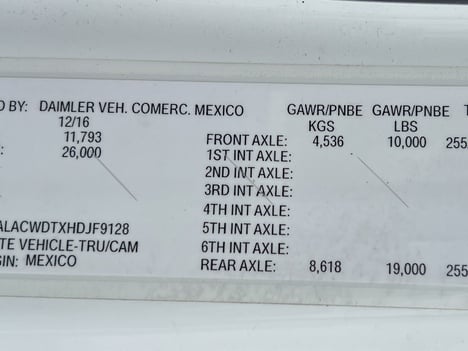 D BY: DAIMLER VEH. COMERC. MEXICO GAWR/PNBE GAWR/PNBE T
12/16 KGS LBS
11,793 FRONT AXLE: 4,536 10,000 255
: 26,000 1ST INT AXLE:
2ND INT AXLE:
3RD INT AXLE:
4TH INT AXLE:
ALACWDTXHDJF9128 5TH INT AXLE:
TE VEHICLE-TRU/CAM 6TH INT AXLE:
GIN: MEXICO REAR AXLE: 8,618 19,000 255